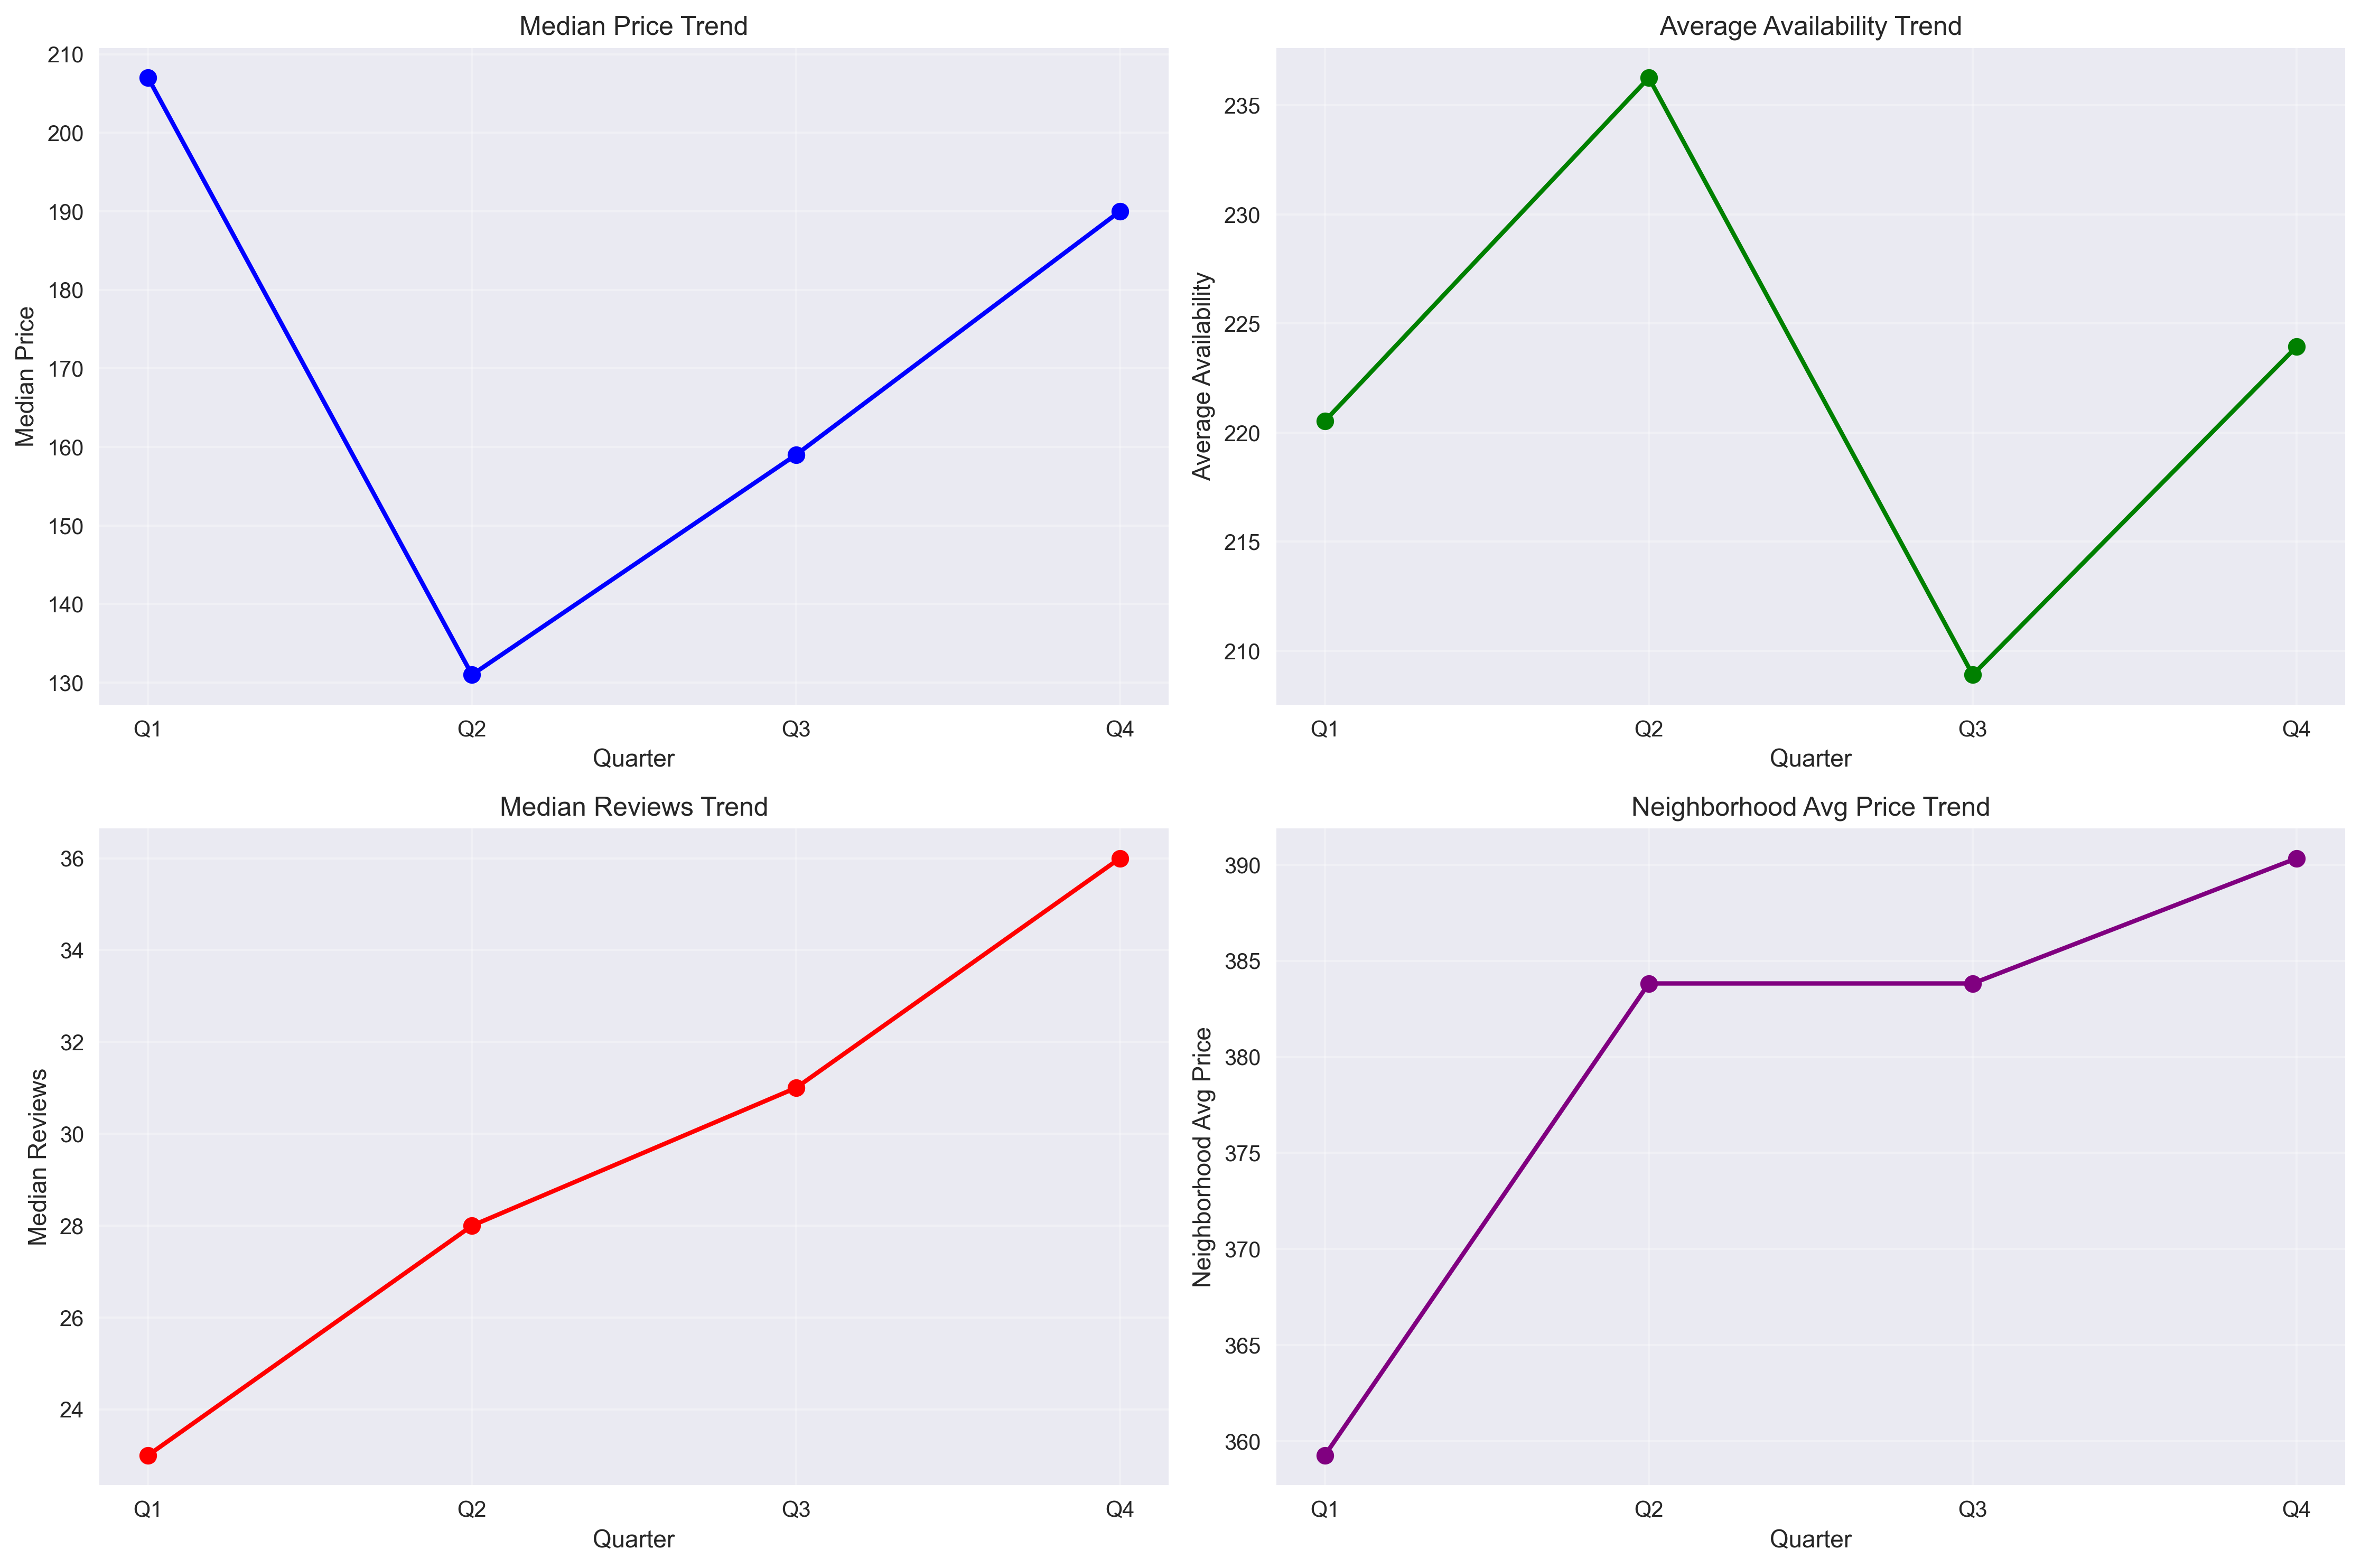 Median Price Trend
210
200
190
180
170
160
150
140
130
Median Price
Q1 Q2 Q3 Q4
Quarter
Average Availability Trend
235
230
225
220
215
210
Average Availability
Q1 Q2 Q3 Q4
Quarter
Median Reviews Trend
36
34
32
30
28
26
24
Median Reviews
Q1 Q2 Q3 Q4
Quarter
Neighborhood Avg Price Trend
390
385
380
375
370
365
360
Neighborhood Avg Price
Q1 Q2 Q3 Q4
Quarter